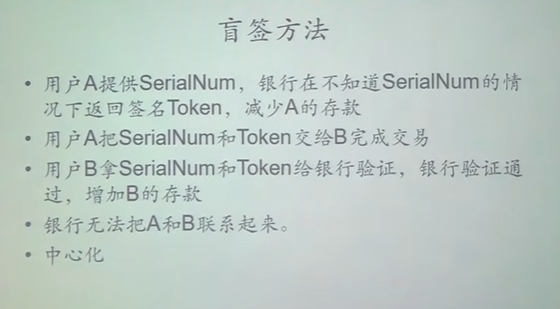 盲签方法
• 用户A提供SerialNum，银行在不知道SerialNum的情
况下返回签名Token，减少A的存款
• 用户A把SerialNum和Token交给B完成交易
• 用户B拿SerialNum和Token给银行验证，银行验证通
过，增加B的存款
• 银行无法把A和B联系起来。
• 中心化